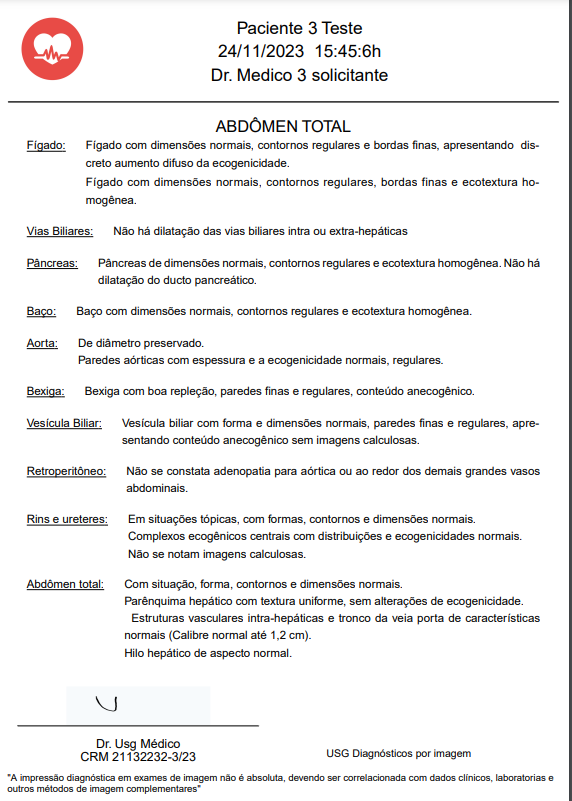 Paciente 3 Teste
24/11/2023 15:45:6h
Dr. Medico 3 solicitante
ABDÔMEN TOTAL
Fígado: Fígado com dimensões normais, contornos regulares e bordas finas, apresentando dis-
creto aumento difuso da ecogenicidade.
Fígado com dimensões normais, contornos regulares, bordas finas e ecotextura ho-
mogênea.
Vias Biliares: Não há dilatação das vias biliares intra ou extra-hepáticas
Pâncreas: Pâncreas de dimensões normais, contornos regulares e ecotextura homogênea. Não há
dilatação do ducto pancreático.
Baço: Baço com dimensões normais, contornos regulares e ecotextura homogênea.
Aorta: De diâmetro preservado.
Paredes aórticas com espessura e a ecogenicidade normais, regulares.
Bexiga: Bexiga com boa repleção, paredes finas e regulares, conteúdo anecogênico.
Vesícula Biliar: Vesícula biliar com forma e dimensões normais, paredes finas e regulares, apre-
sentando conteúdo anecogênico sem imagens calculosas.
Retroperitôneo: Não se constata adenopatia para aórtica ou ao redor dos demais grandes vasos
abdominais.
Rins e ureteres: Em situações tópicas, com formas, contornos e dimensões normais.
Complexos ecogênicos centrais com distribuições e ecogenicidades normais.
Não se notam imagens calculosas.
Abdômen total: Com situação, forma, contornos e dimensões normais.
Parênquima hepático com textura uniforme, sem alterações de ecogenicidade.
Estruturas vasculares intra-hepáticas e tronco da veia porta de características
normais (Calibre normal até 1,2 cm).
Hilo hepático de aspecto normal.
Dr. Usg Médico
CRM 21132232-3/23
USG Diagnósticos por imagem
"A impressão diagnóstica em exames de imagem não é absoluta, devendo ser correlacionada com dados clínicos, laboratorias e
outros métodos de imagem complementares"